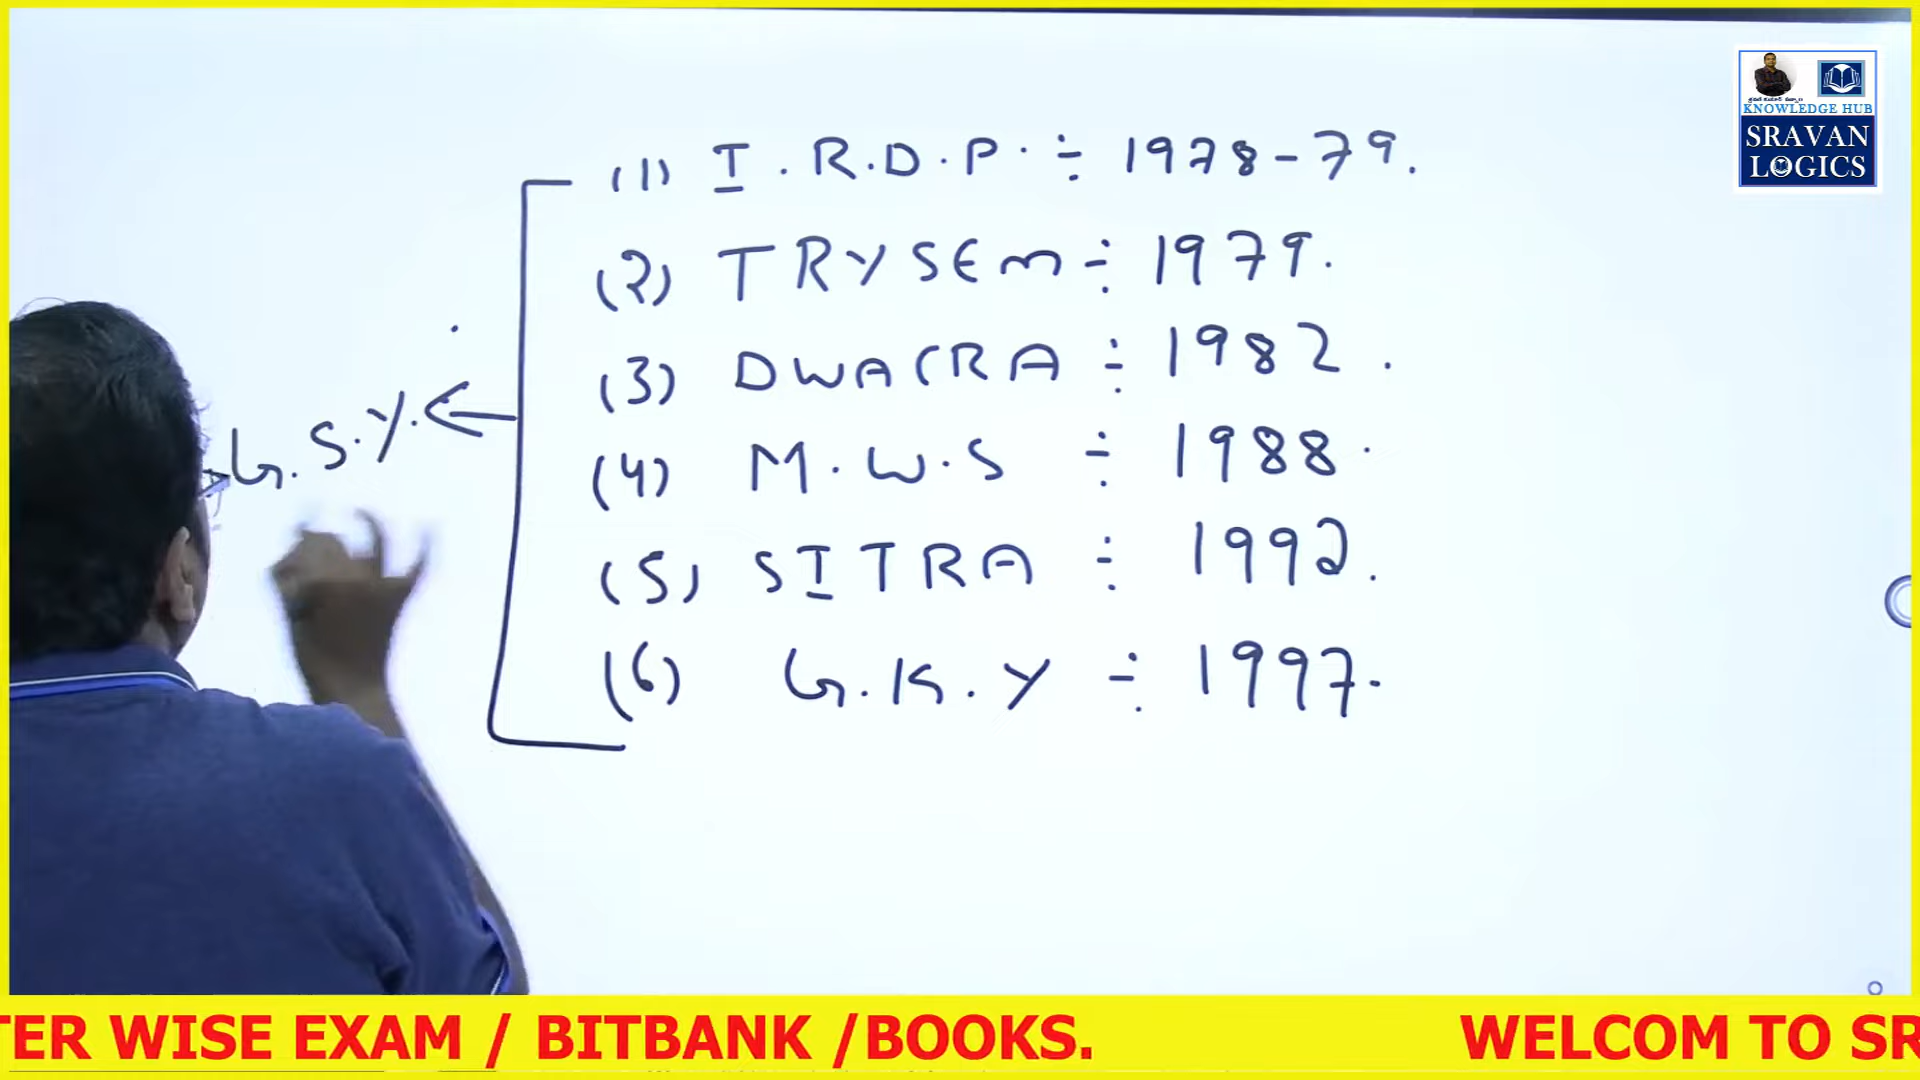 (1) I.R.D.P. ÷ 1978-79.
(2) TRYSEM ÷ 1979.
(3) DWACRA ÷ 1982.
G.S.Y.
(4) M.W.S ÷ 1988.
(5) SITRA ÷ 1992.
(6) G.K.Y ÷ 1997.
KNOWLEDGE HUB
SRAVAN
LOGICS
TER WISE EXAM / BITBANK /BOOKS. WELCOM TO SR